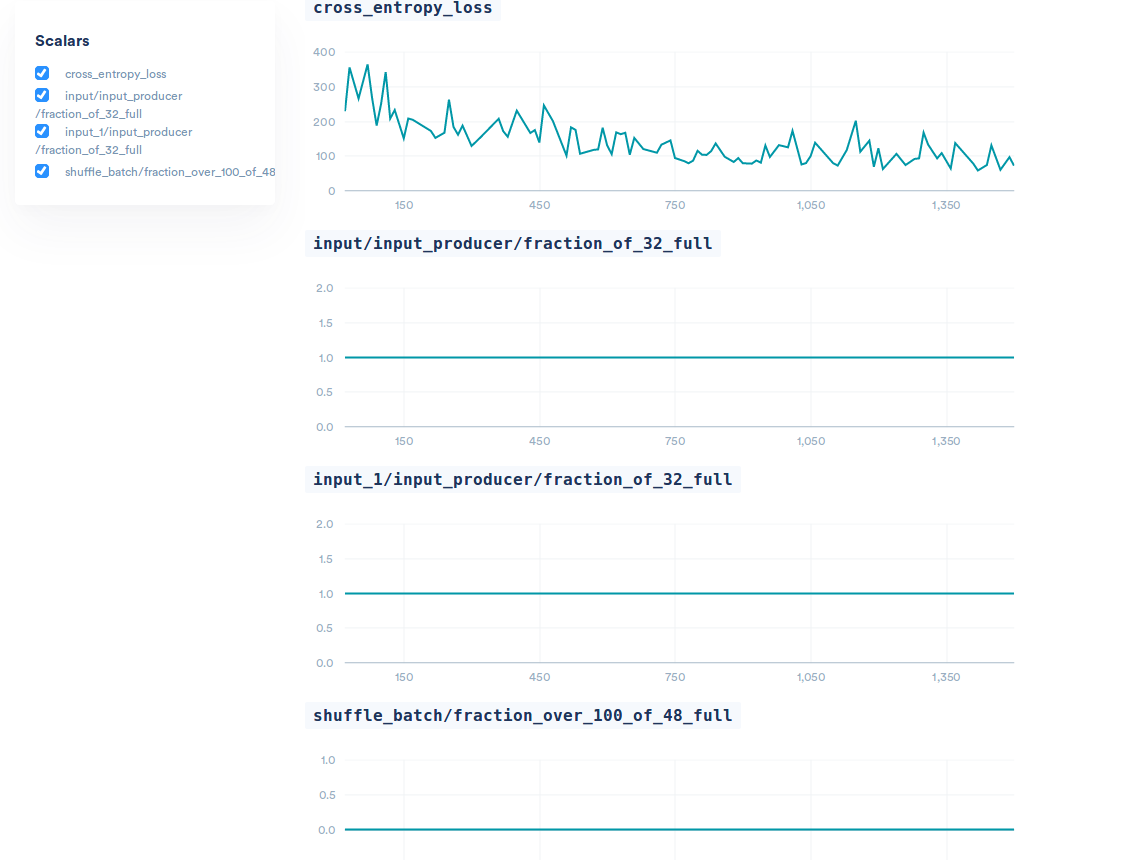 Scalars
cross_entropy_loss
input/input_producer
/fraction_of_32_full
input_1/input_producer
/fraction_of_32_full
shuffle_batch/fraction_over_100_of_48
cross_entropy_loss
400
300
200
100
0
150 450 750 1,050 1,350
input/input_producer/fraction_of_32_full
2.0
1.5
1.0
0.5
0.0
150 450 750 1,050 1,350
input_1/input_producer/fraction_of_32_full
2.0
1.5
1.0
0.5
0.0
150 450 750 1,050 1,350
shuffle_batch/fraction_over_100_of_48_full
1.0
0.5
0.0